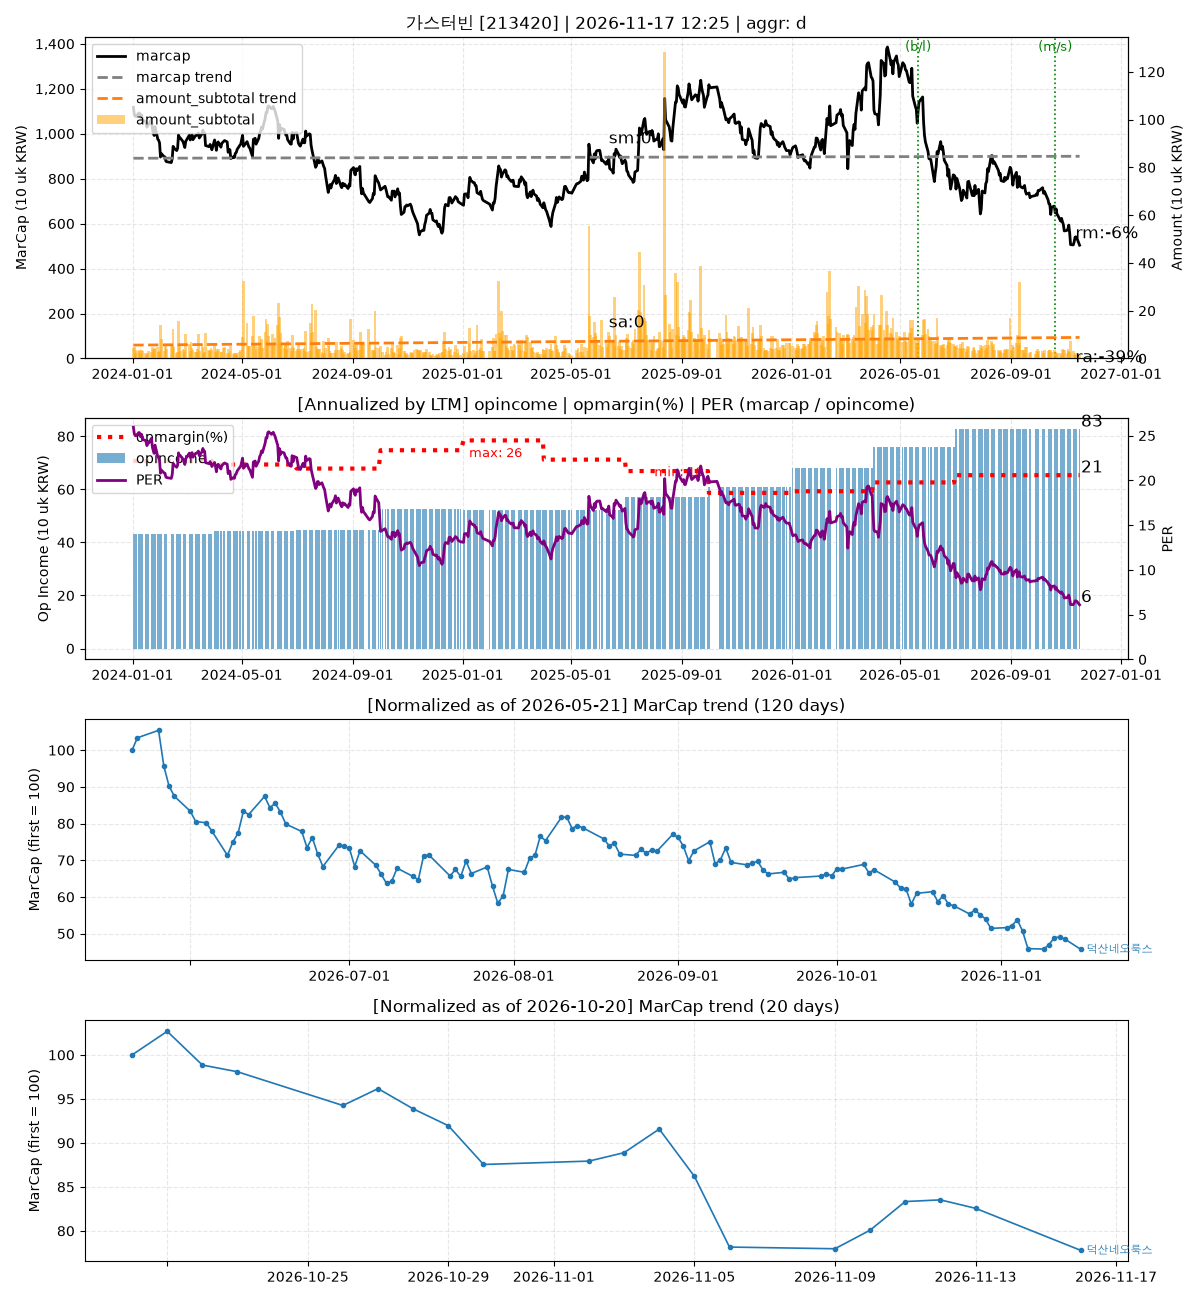 가스터빈 [213420] | 2026-11-17 12:25 | aggr: d
marcap
marcap trend
amount_subtotal trend
amount_subtotal
(b/l)
(m/s)
sm:0
sa:0
rm:-6%
ra:-39%
MarCap (10 uk KRW)
Amount (10 uk KRW)
1,400
1,200
1,000
800
600
400
200
0
120
100
80
60
40
20
0
2024-01-01 2024-05-01 2024-09-01 2025-01-01 2025-05-01 2025-09-01 2026-01-01 2026-05-01 2026-09-01 2027-01-01
[Annualized by LTM] opincome | opmargin(%) | PER (marcap / opincome)
opmargin(%)
opincome
PER
max: 26
83
21
6
Op Income (10 uk KRW)
PER
80
60
40
20
0
25
20
15
10
5
0
2024-01-01 2024-05-01 2024-09-01 2025-01-01 2025-05-01 2025-09-01 2026-01-01 2026-05-01 2026-09-01 2027-01-01
[Normalized as of 2026-05-21] MarCap trend (120 days)
MarCap (first = 100)
100
90
80
70
60
50
덕산네오룩스
2026-07-01 2026-08-01 2026-09-01 2026-10-01 2026-11-01
[Normalized as of 2026-10-20] MarCap trend (20 days)
MarCap (first = 100)
100
95
90
85
80
덕산네오룩스
2026-10-25 2026-10-29 2026-11-01 2026-11-05 2026-11-09 2026-11-13 2026-11-17